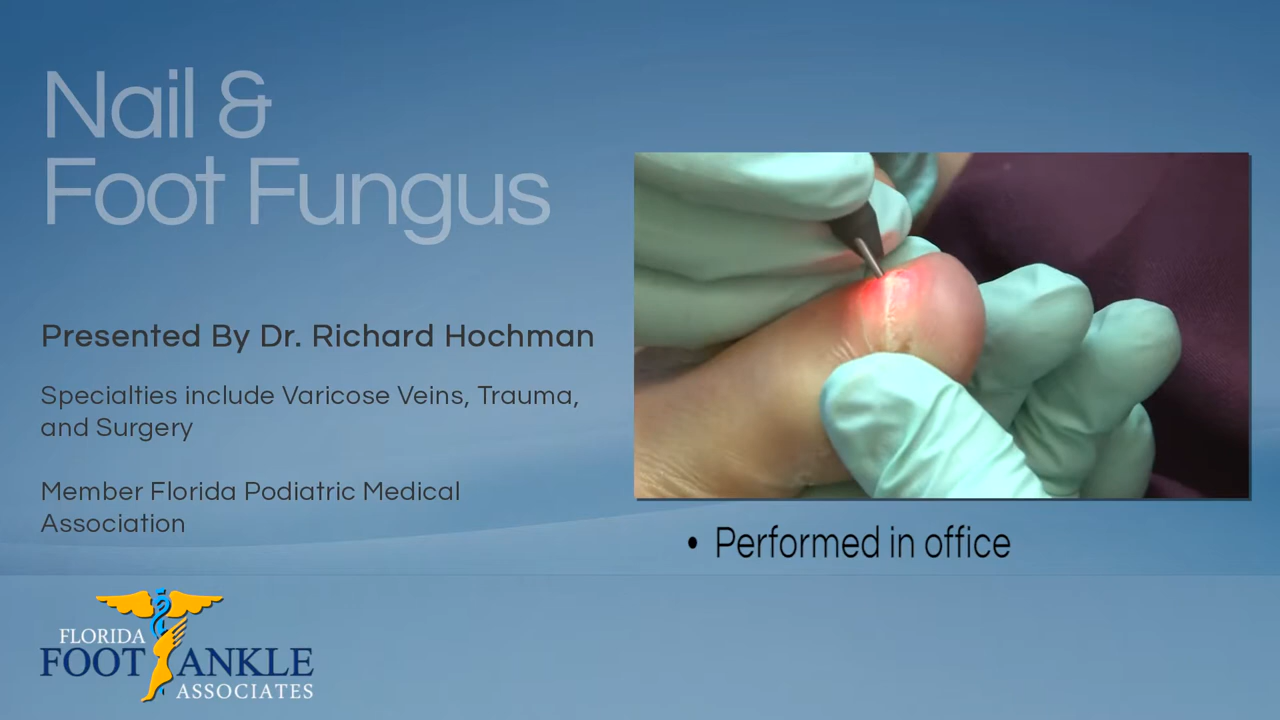 Nail &
Foot Fungus
Presented By Dr. Richard Hochman
Specialties include Varicose Veins, Trauma,
and Surgery
Member Florida Podiatric Medical
Association
• Performed in office
FLORIDA
FOOT ANKLE
ASSOCIATES